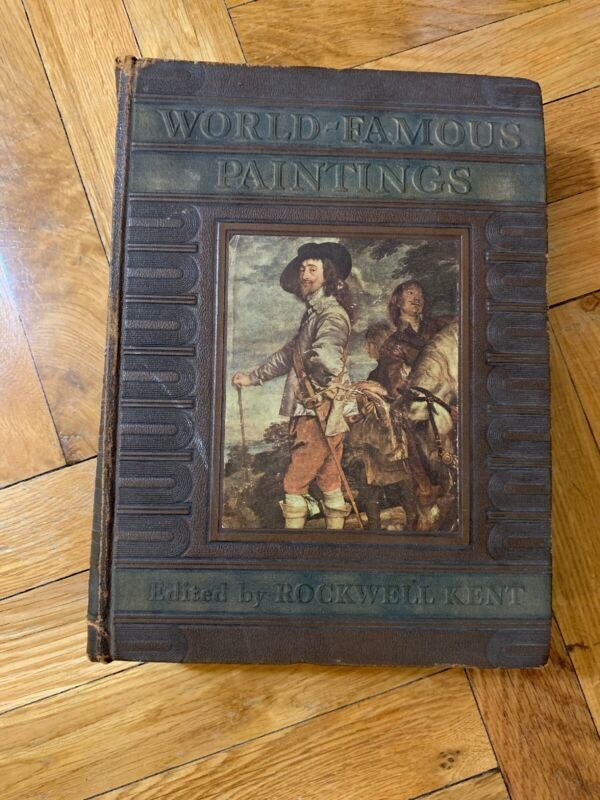 WORLD-FAMOUS
PAINTINGS
Edited by ROCKWELL KENT